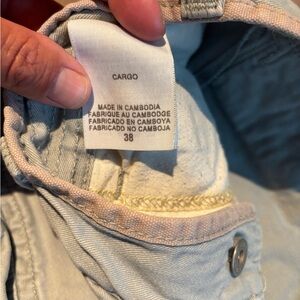 CARGO
MADE IN CAMBODIA
FABRIQUE AU CAMBODGE
FABRICADO EN CAMBOYA
FABRICADO NO CAMBOJA
38